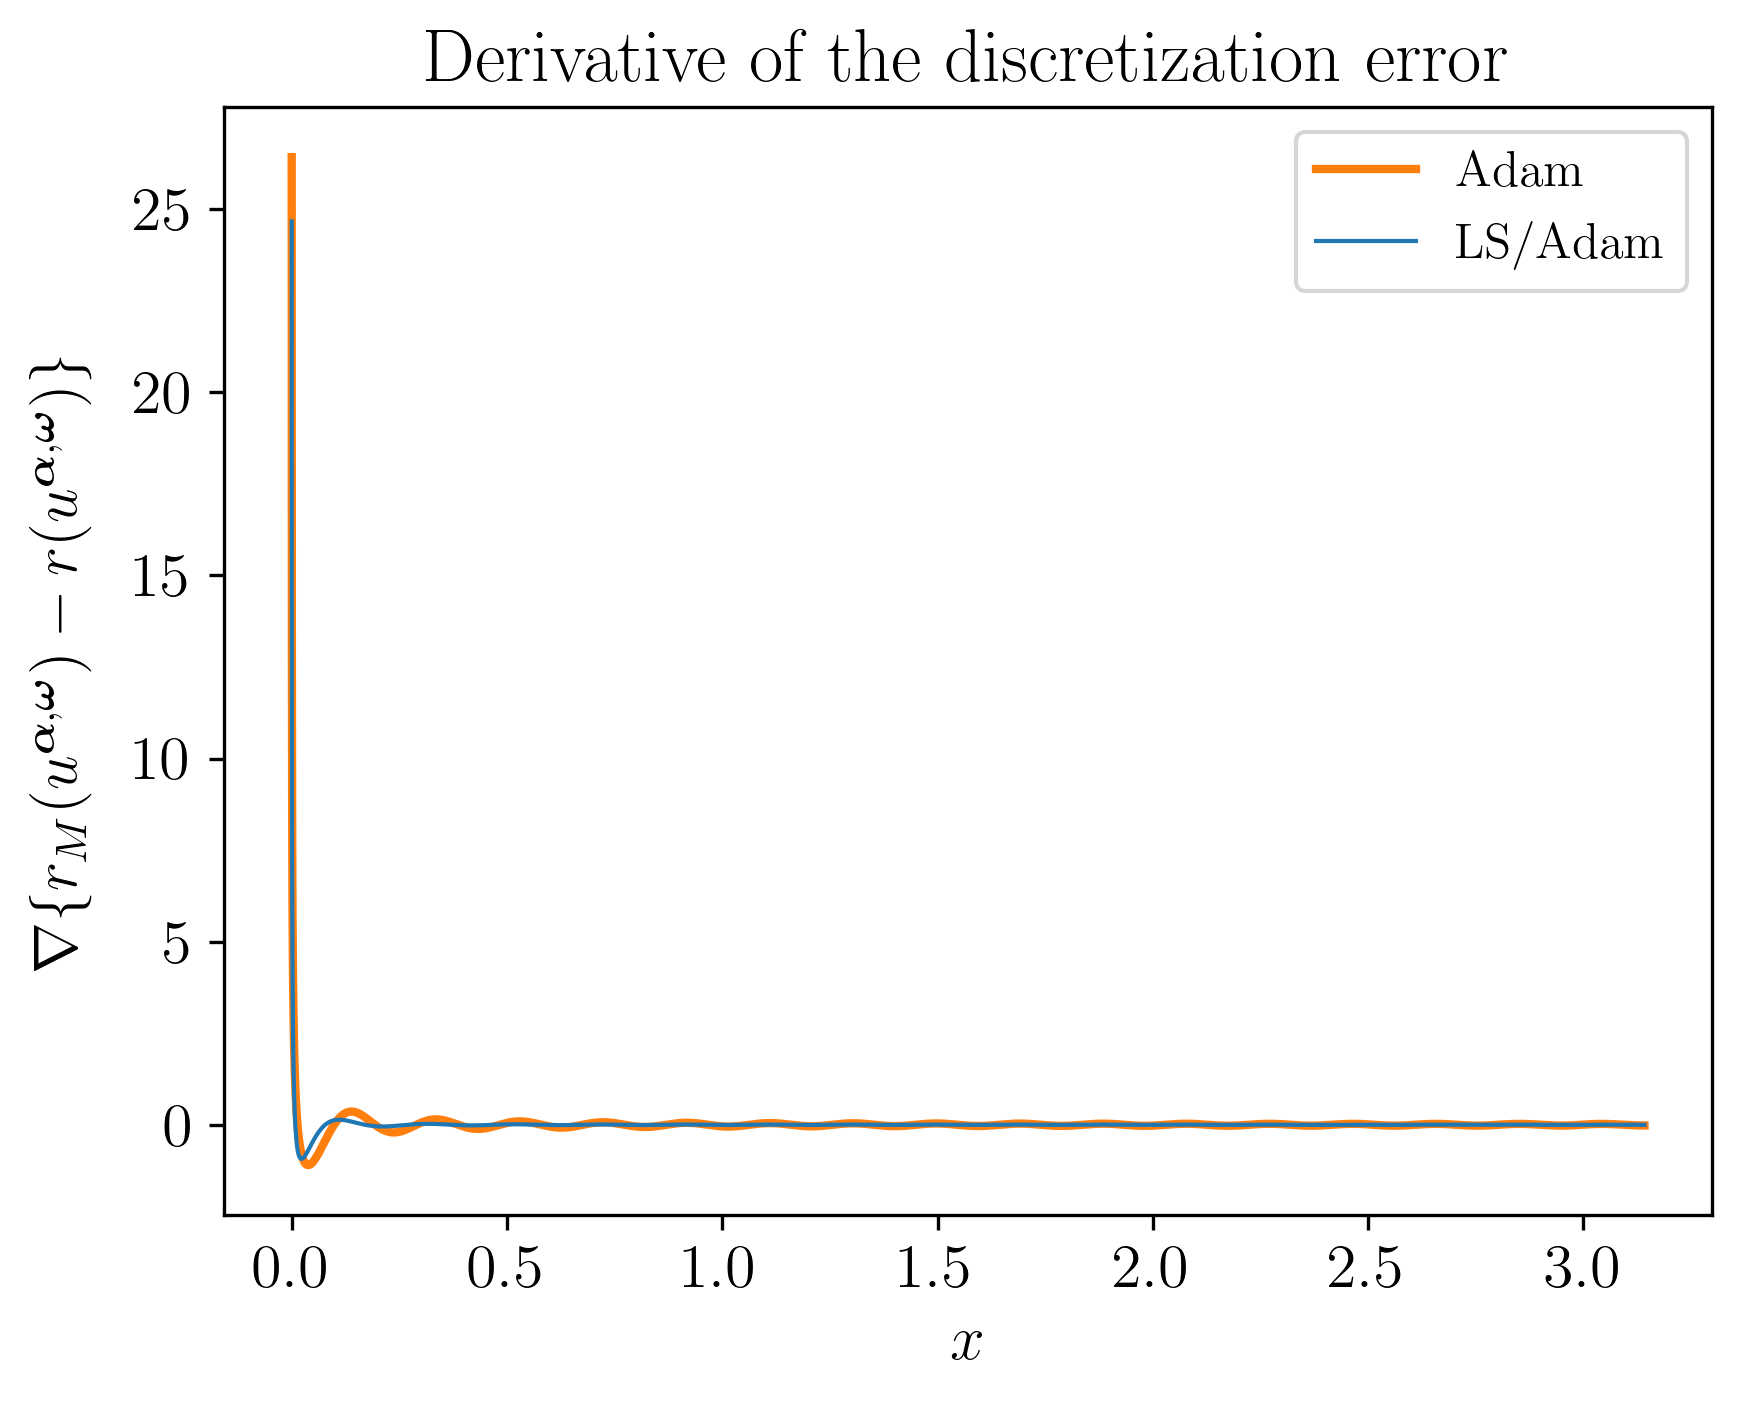 Derivative of the discretization error
Adam
LS/Adam
∇{r_M(u^{α,ω}) − r(u^{α,ω})}
25
20
15
10
5
0
0.0 0.5 1.0 1.5 2.0 2.5 3.0
x